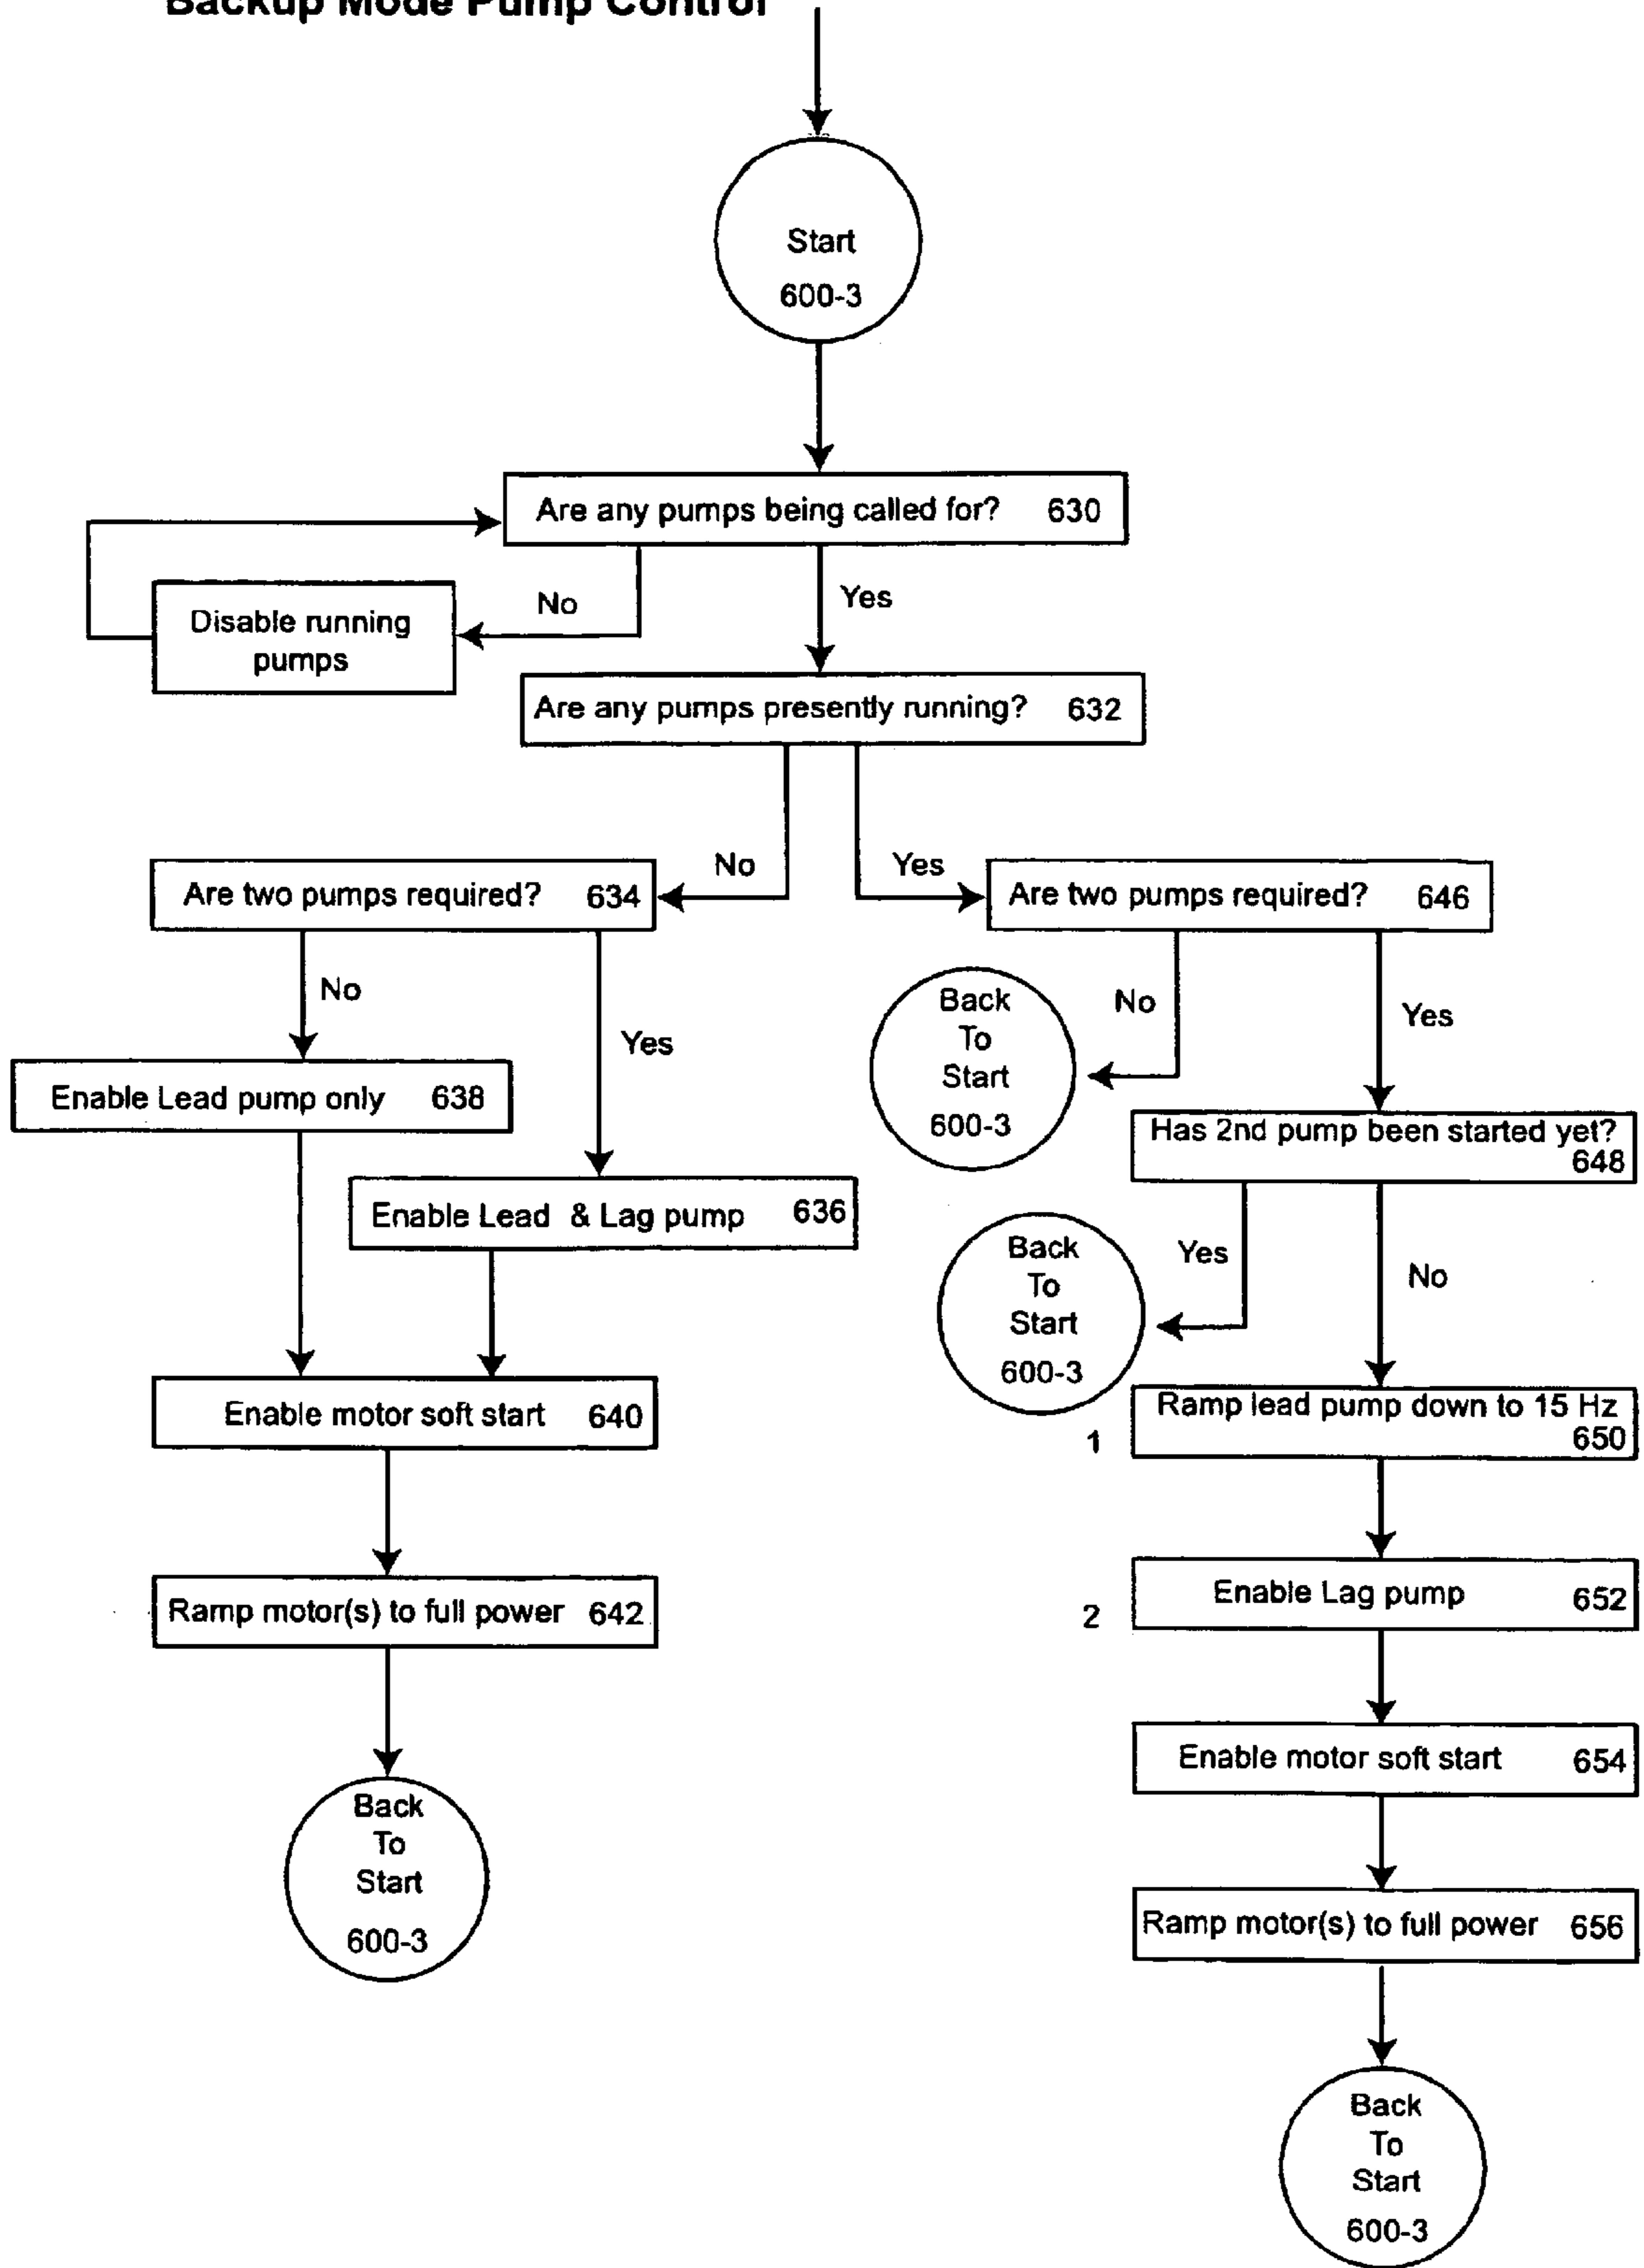 Backup Mode Pump Control
Start
600-3
Are any pumps being called for? 630
No
Yes
Disable running
pumps
Are any pumps presently running? 632
No
Yes
Are two pumps required? 634
Are two pumps required? 646
No
Yes
No
Yes
Back
To
Start
600-3
Enable Lead pump only 638
Has 2nd pump been started yet?
648
Enable Lead & Lag pump 636
Yes
No
Back
To
Start
600-3
Enable motor soft start 640
Ramp lead pump down to 15 Hz
650
1
Ramp motor(s) to full power 642
Enable Lag pump 652
2
Enable motor soft start 654
Back
To
Start
600-3
Ramp motor(s) to full power 656
Back
To
Start
600-3